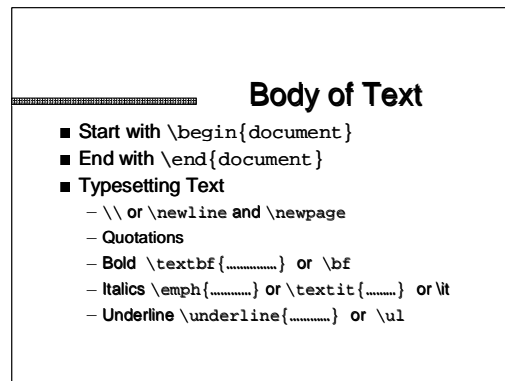 Body of Text
■ Start with \begin{document}
■ End with \end{document}
■ Typesetting Text
– \\ or \newline and \newpage
– Quotations
– Bold \textbf{…………..} or \bf
– Italics \emph{…………} or \textit{………} or \it
– Underline \underline{…………} or \ul